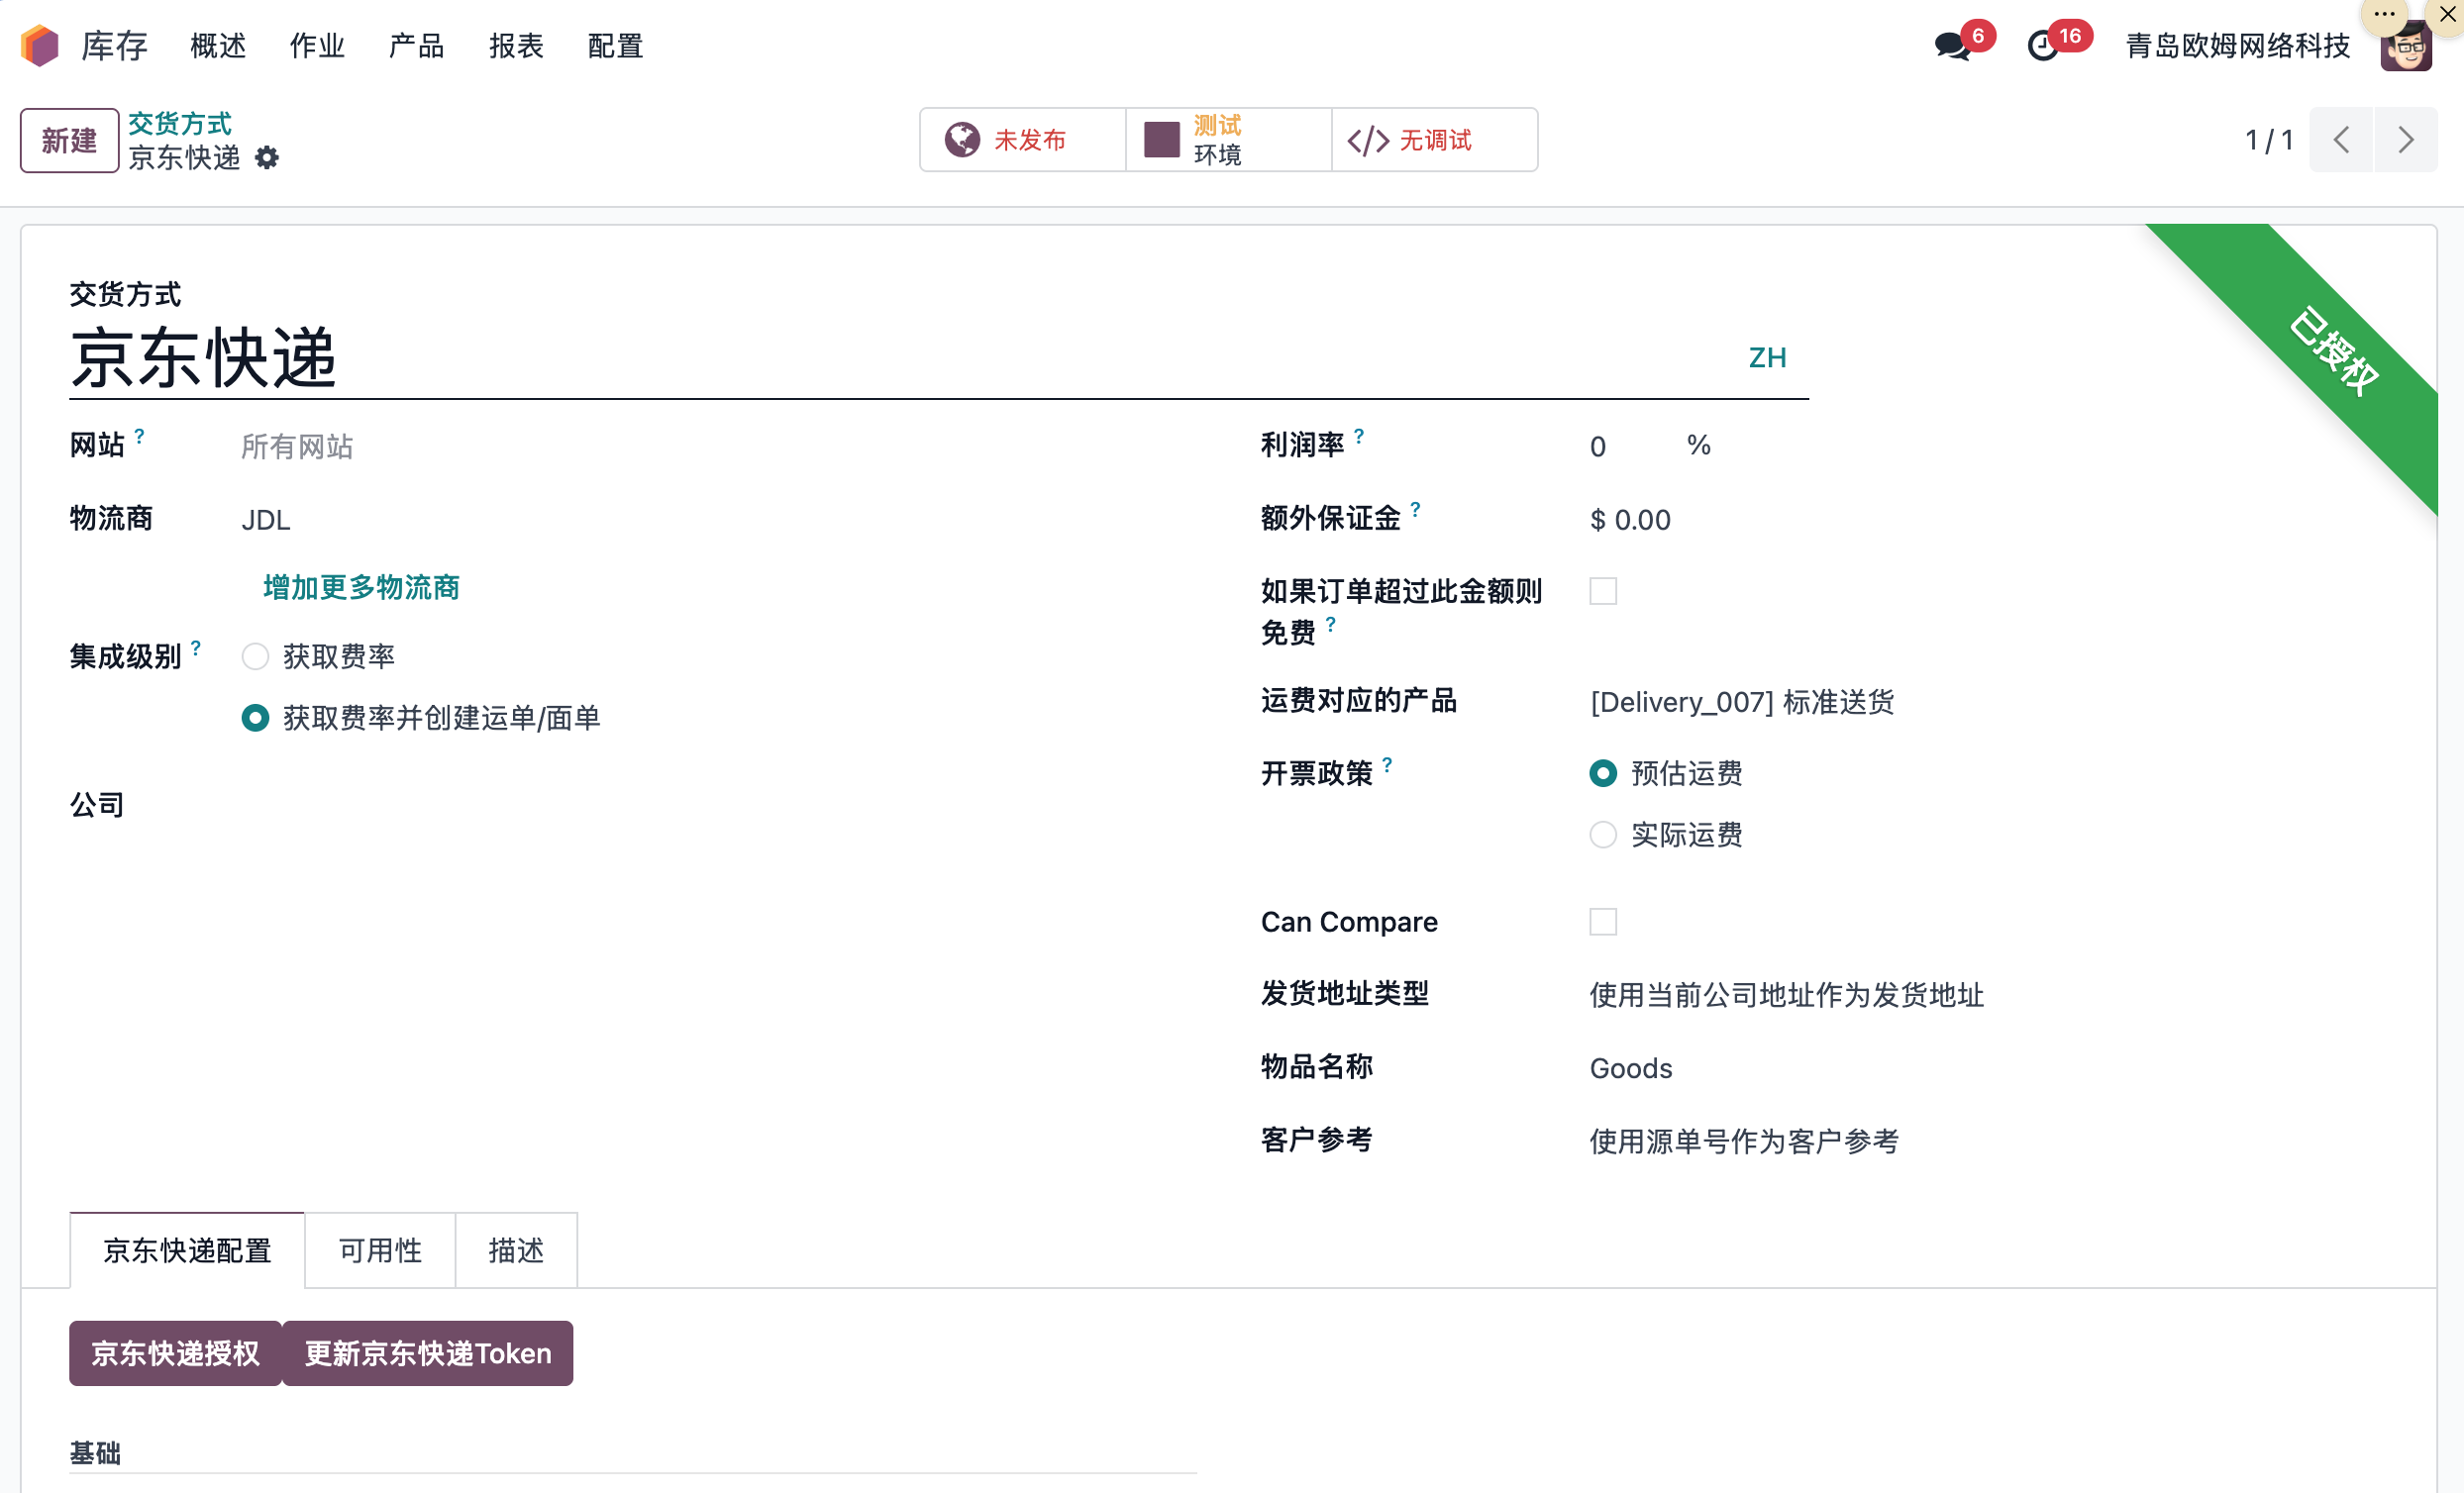 库存 概述 作业 产品 报表 配置 6 16 青岛欧姆网络科技
新建 交货方式 京东快递
未发布 测试 环境 </> 无调试 1 / 1
交货方式
京东快递 ZH
已授权
网站 ? 所有网站
物流商 JDL
增加更多物流商
集成级别 ? 获取费率
获取费率并创建运单/面单
公司
利润率 ? 0 %
额外保证金 ? $ 0.00
如果订单超过此金额则
免费 ?
运费对应的产品 [Delivery_007] 标准送货
开票政策 ? 预估运费
实际运费
Can Compare
发货地址类型 使用当前公司地址作为发货地址
物品名称 Goods
客户参考 使用源单号作为客户参考
京东快递配置 可用性 描述
京东快递授权 更新京东快递Token
基础